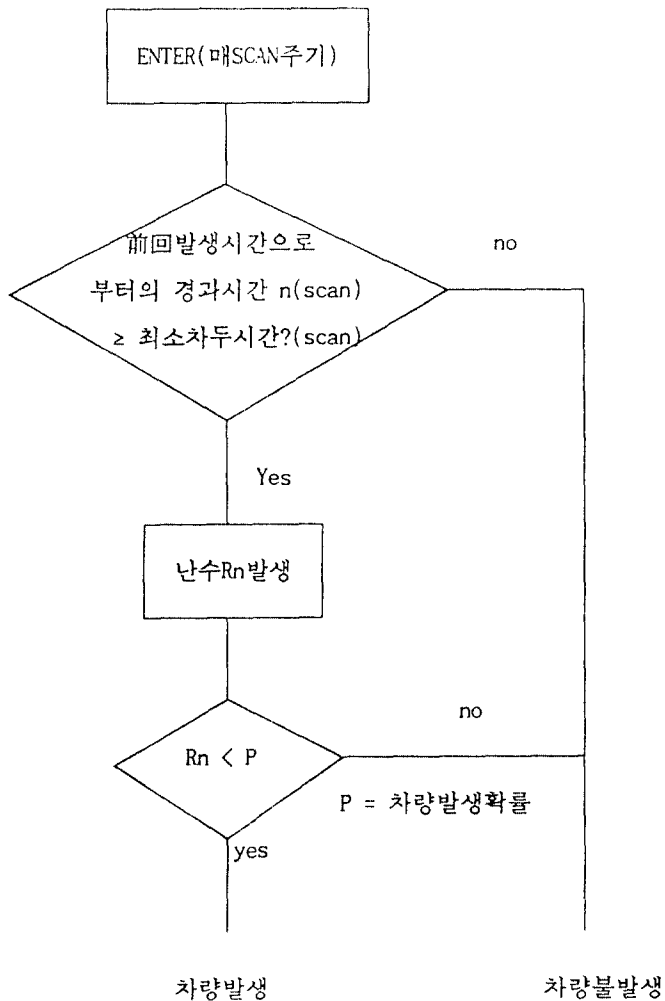 ENTER(매SCAN주기)
前回발생시간으로
no
부터의 경과시간 n(scan)
≥ 최소차두시간?(scan)
Yes
난수Rn발생
no
Rn < P
P = 차량발생확률
yes
차량발생
차량불발생